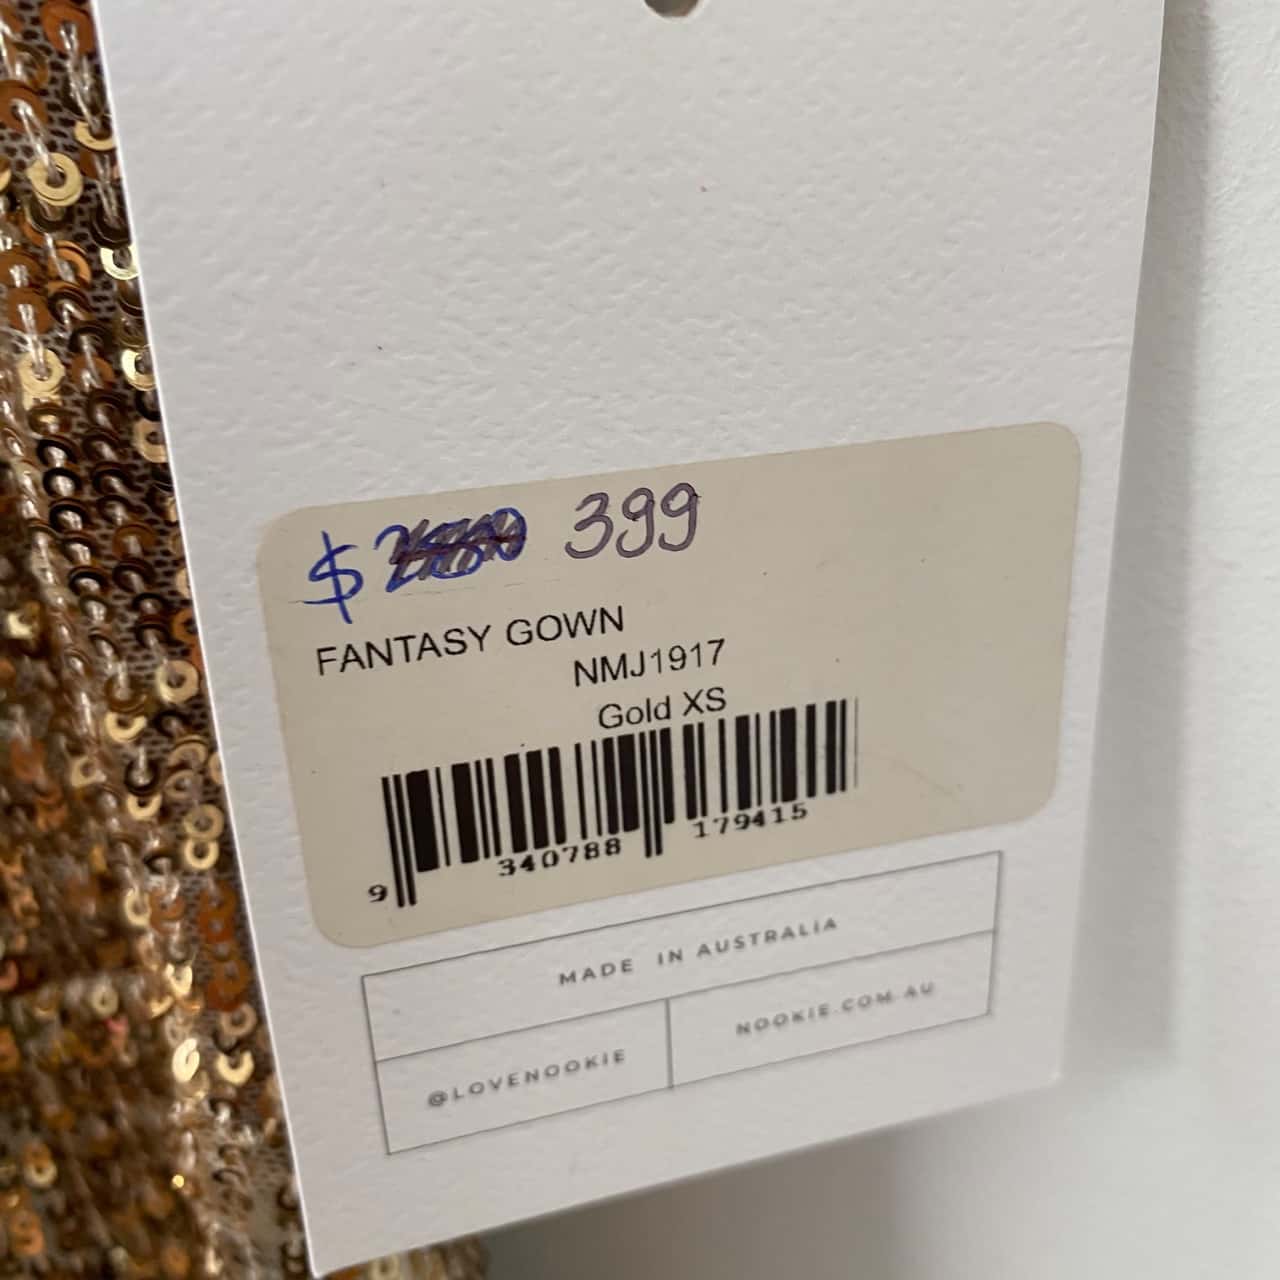 $ 399
FANTASY GOWN
NMJ1917
Gold XS
9 340788 179415
MADE IN AUSTRALIA
@LOVENOOKIE
NOOKIE.COM.AU